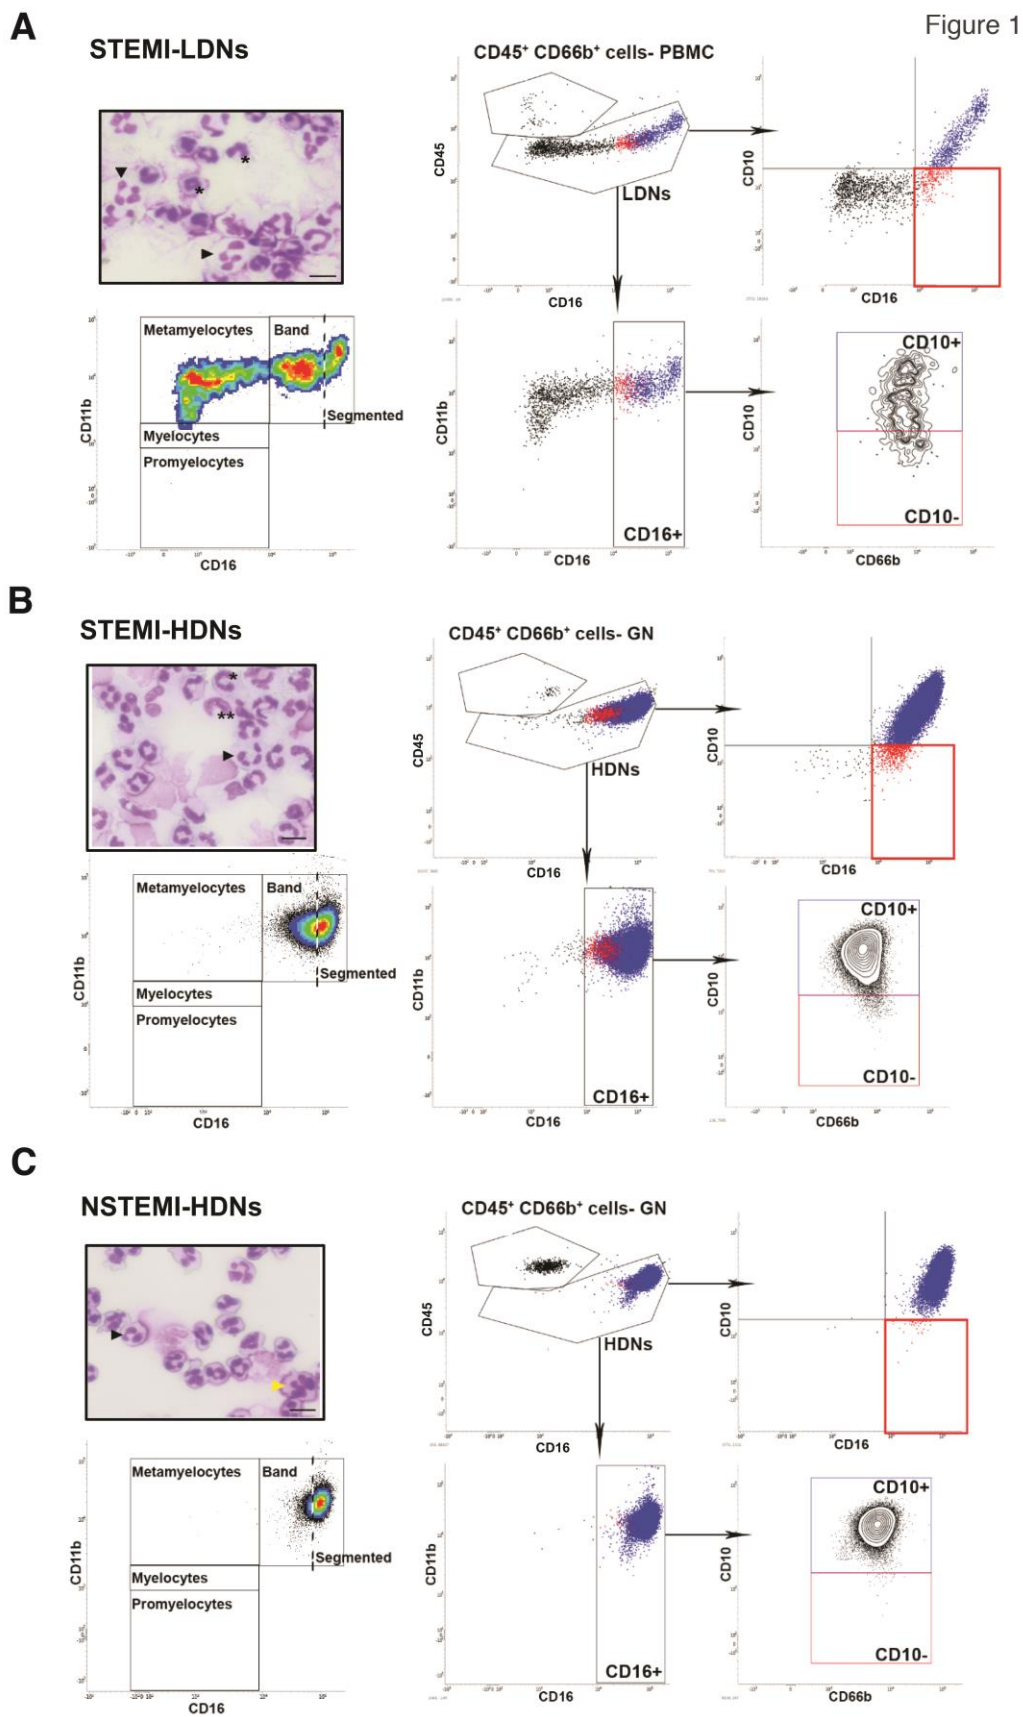 Figure 1
A
STEMI-LDNs
CD45⁺ CD66b⁺ cells- PBMC
*
*
CD45
LDNs
CD16
CD10
CD16
Metamyelocytes
Band
Segmented
Myelocytes
Promyelocytes
CD11b
CD16
CD11b
CD16+
CD16
CD10
CD10+
CD10-
CD66b
B
STEMI-HDNs
CD45⁺ CD66b⁺ cells- GN
*
**
CD45
HDNs
CD16
CD10
CD16
Metamyelocytes
Band
Segmented
Myelocytes
Promyelocytes
CD11b
CD16
CD11b
CD16+
CD16
CD10
CD10+
CD10-
CD66b
C
NSTEMI-HDNs
CD45⁺ CD66b⁺ cells- GN
CD45
HDNs
CD16
CD10
CD16
Metamyelocytes
Band
Segmented
Myelocytes
Promyelocytes
CD11b
CD16
CD11b
CD16+
CD16
CD10
CD10+
CD10-
CD66b